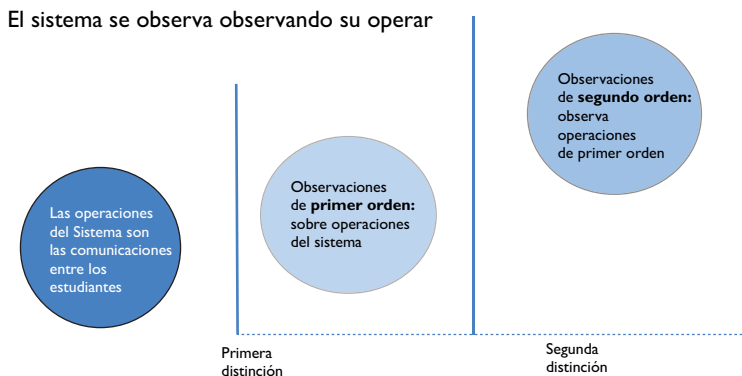 El sistema se observa observando su operar
Observaciones
de segundo orden:
observa
operaciones
de primer orden
Observaciones
de primer orden:
sobre operaciones
del sistema
Las operaciones
del Sistema son
las comunicaciones
entre los
estudiantes
Primera
distinción
Segunda
distinción